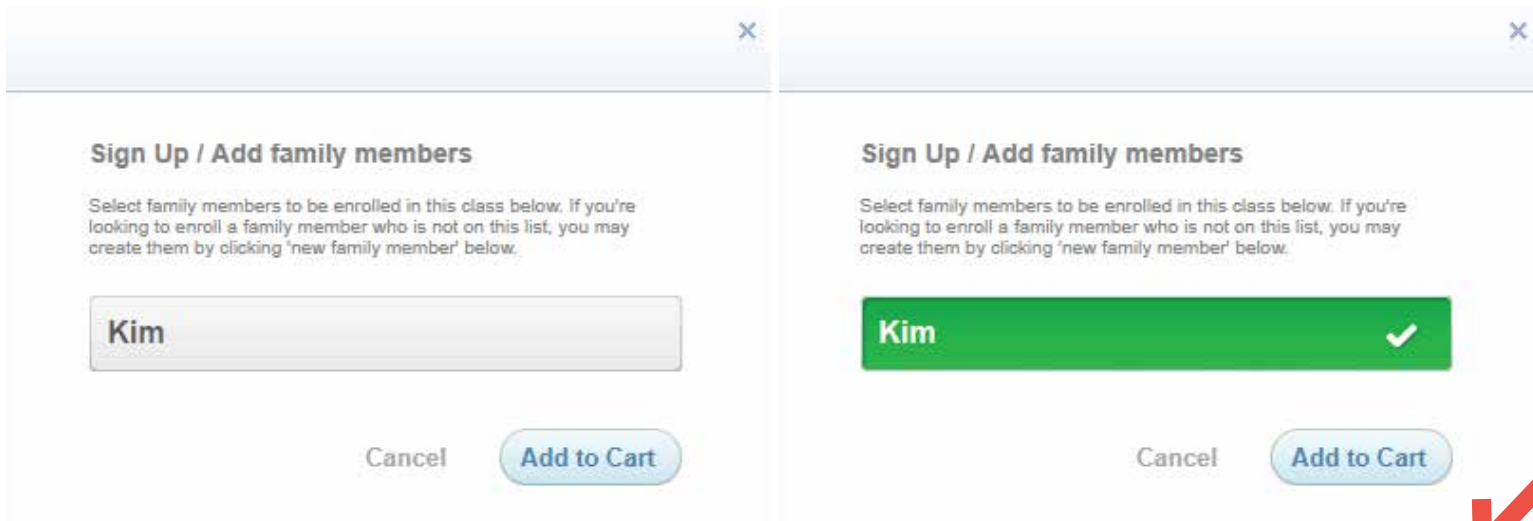 Sign Up / Add family members
Select family members to be enrolled in this class below. If you're
looking to enroll a family member who is not on this list, you may
create them by clicking 'new family member' below.
Kim
Cancel
Add to Cart
Sign Up / Add family members
Select family members to be enrolled in this class below. If you're
looking to enroll a family member who is not on this list, you may
create them by clicking 'new family member' below.
Kim
Cancel
Add to Cart